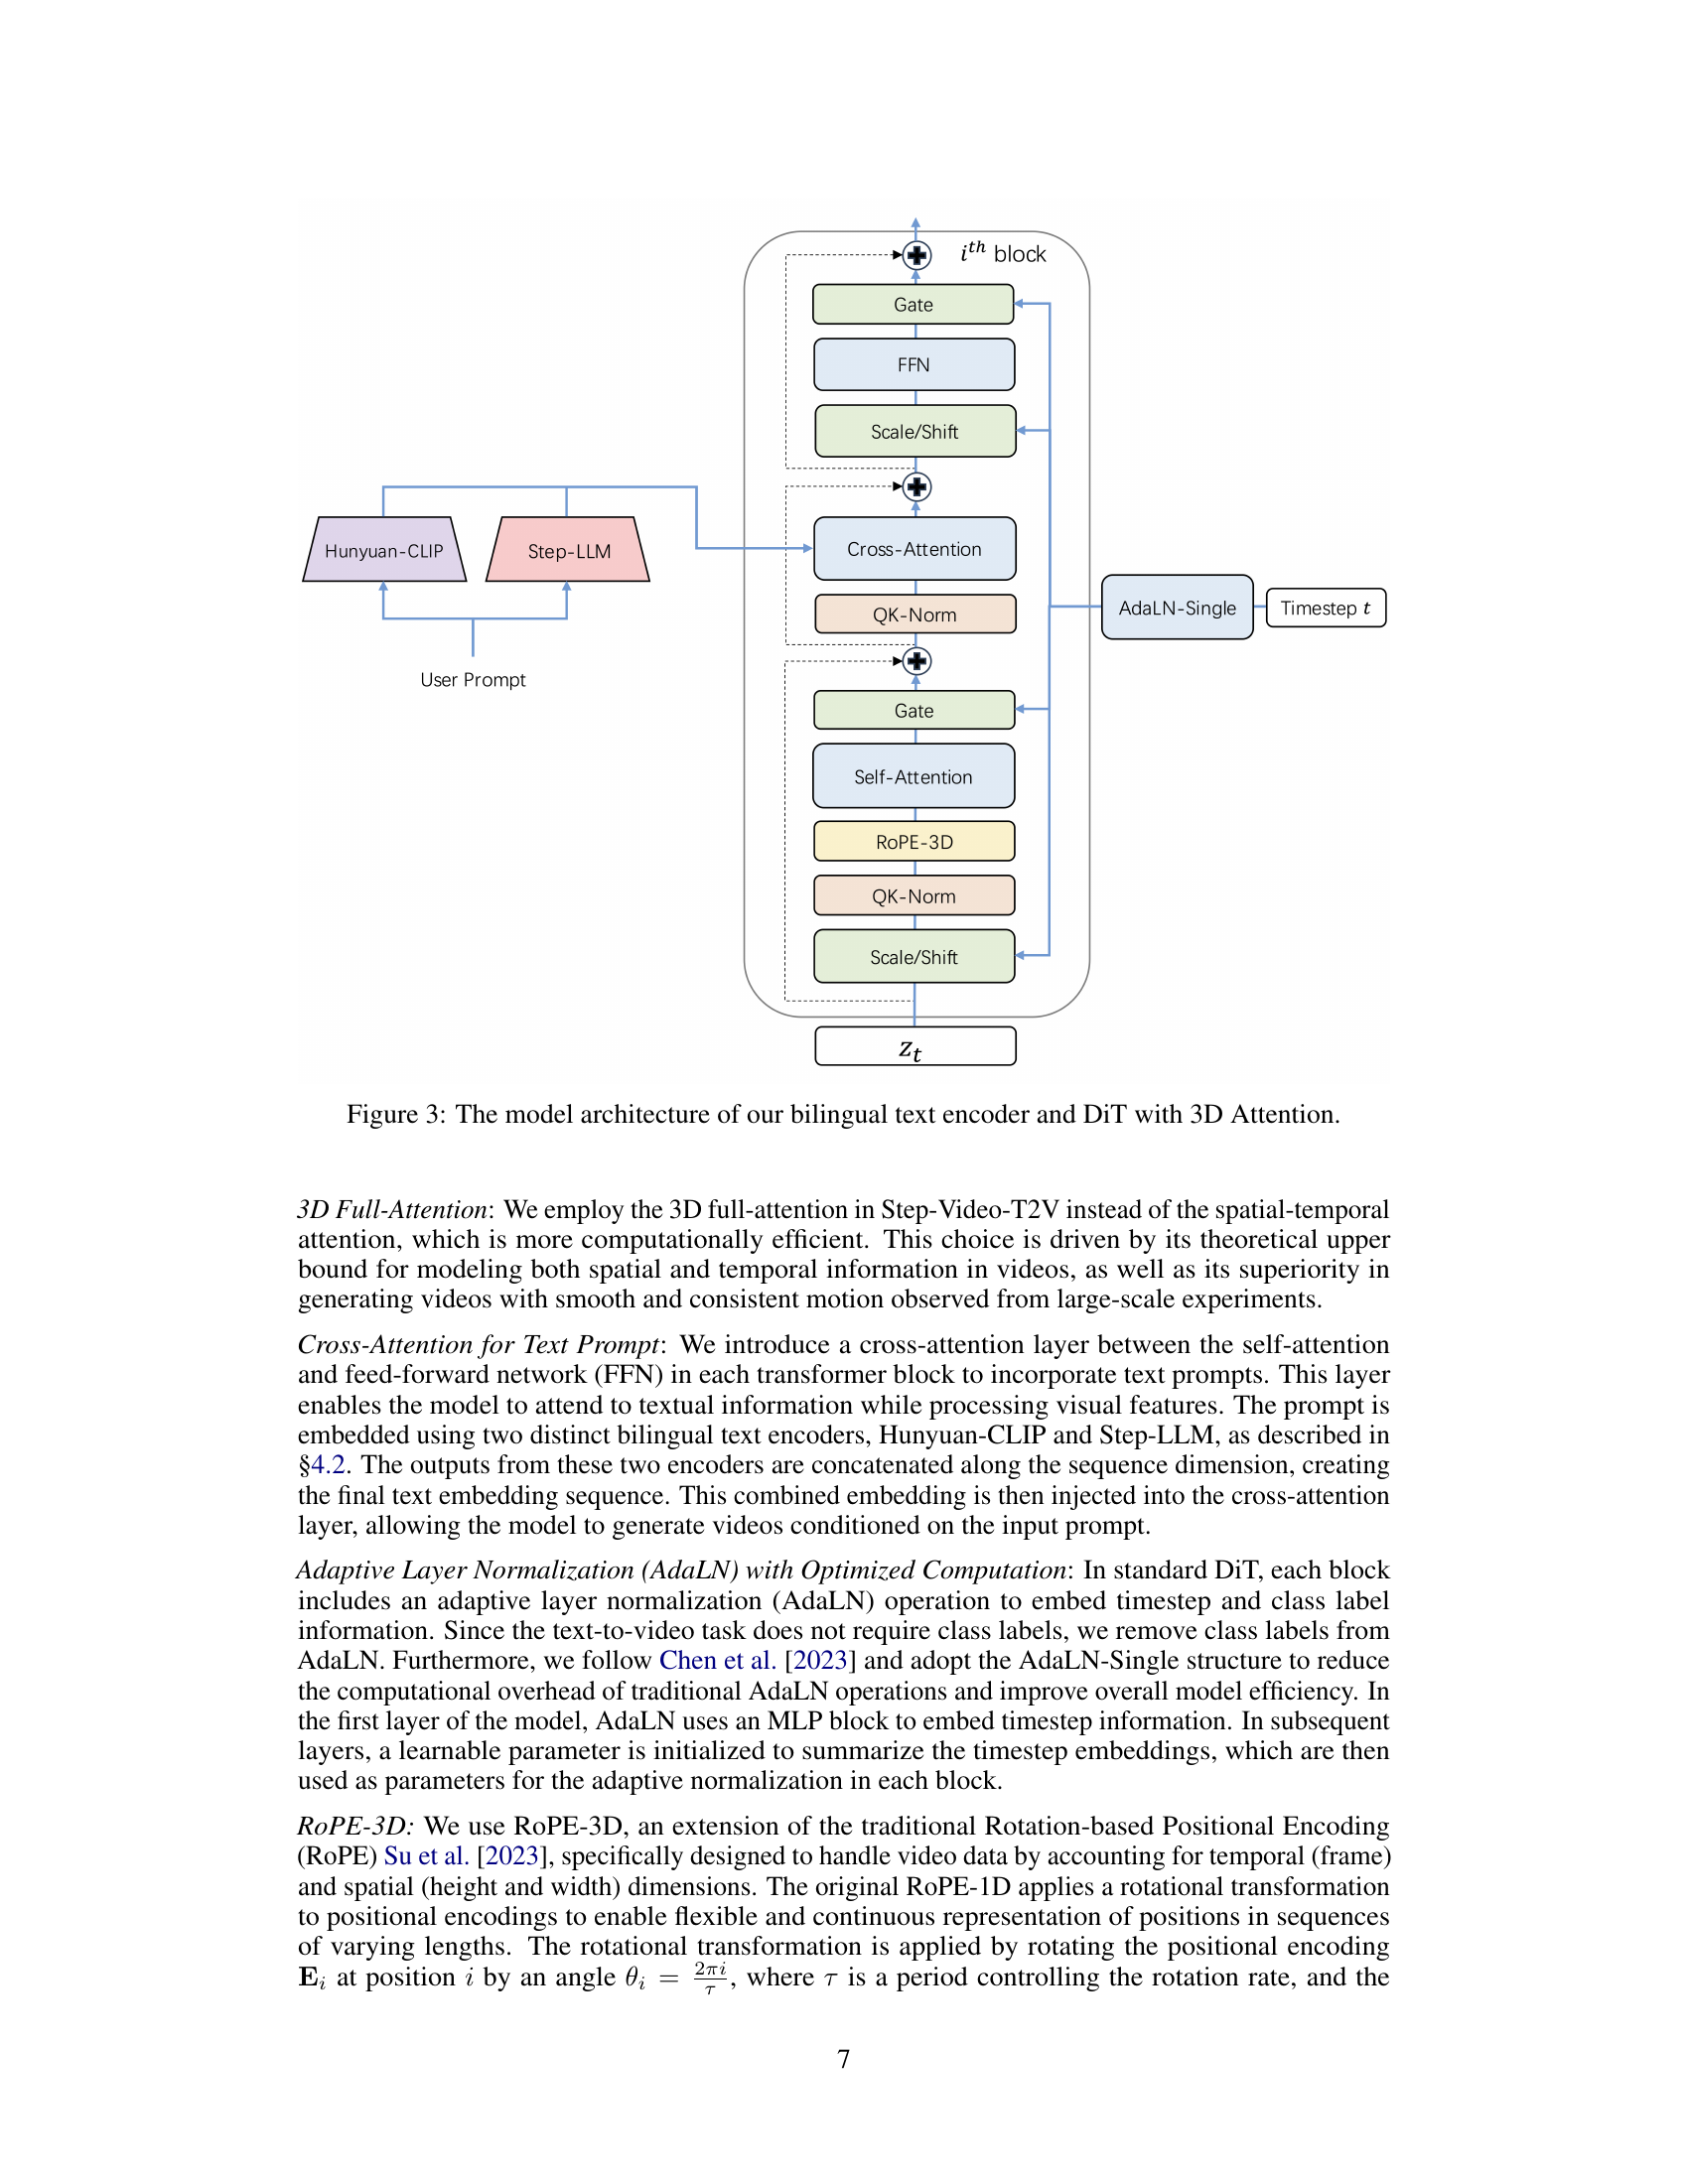 i^{th} block
Gate
FFN
Scale/Shift
Hunyuan-CLIP
Step-LLM
Cross-Attention
QK-Norm
AdaLN-Single
Timestep t
User Prompt
Gate
Self-Attention
RoPE-3D
QK-Norm
Scale/Shift
z_t
Figure 3: The model architecture of our bilingual text encoder and DiT with 3D Attention.
3D Full-Attention: We employ the 3D full-attention in Step-Video-T2V instead of the spatial-temporal
attention, which is more computationally efficient. This choice is driven by its theoretical upper
bound for modeling both spatial and temporal information in videos, as well as its superiority in
generating videos with smooth and consistent motion observed from large-scale experiments.
Cross-Attention for Text Prompt: We introduce a cross-attention layer between the self-attention
and feed-forward network (FFN) in each transformer block to incorporate text prompts. This layer
enables the model to attend to textual information while processing visual features. The prompt is
embedded using two distinct bilingual text encoders, Hunyuan-CLIP and Step-LLM, as described in
§4.2. The outputs from these two encoders are concatenated along the sequence dimension, creating
the final text embedding sequence. This combined embedding is then injected into the cross-attention
layer, allowing the model to generate videos conditioned on the input prompt.
Adaptive Layer Normalization (AdaLN) with Optimized Computation: In standard DiT, each block
includes an adaptive layer normalization (AdaLN) operation to embed timestep and class label
information. Since the text-to-video task does not require class labels, we remove class labels from
AdaLN. Furthermore, we follow Chen et al. [2023] and adopt the AdaLN-Single structure to reduce
the computational overhead of traditional AdaLN operations and improve overall model efficiency. In
the first layer of the model, AdaLN uses an MLP block to embed timestep information. In subsequent
layers, a learnable parameter is initialized to summarize the timestep embeddings, which are then
used as parameters for the adaptive normalization in each block.
RoPE-3D: We use RoPE-3D, an extension of the traditional Rotation-based Positional Encoding
(RoPE) Su et al. [2023], specifically designed to handle video data by accounting for temporal (frame)
and spatial (height and width) dimensions. The original RoPE-1D applies a rotational transformation
to positional encodings to enable flexible and continuous representation of positions in sequences
of varying lengths. The rotational transformation is applied by rotating the positional encoding
E_i at position i by an angle θ_i = \frac{2πi}{τ}, where τ is a period controlling the rotation rate, and the
7